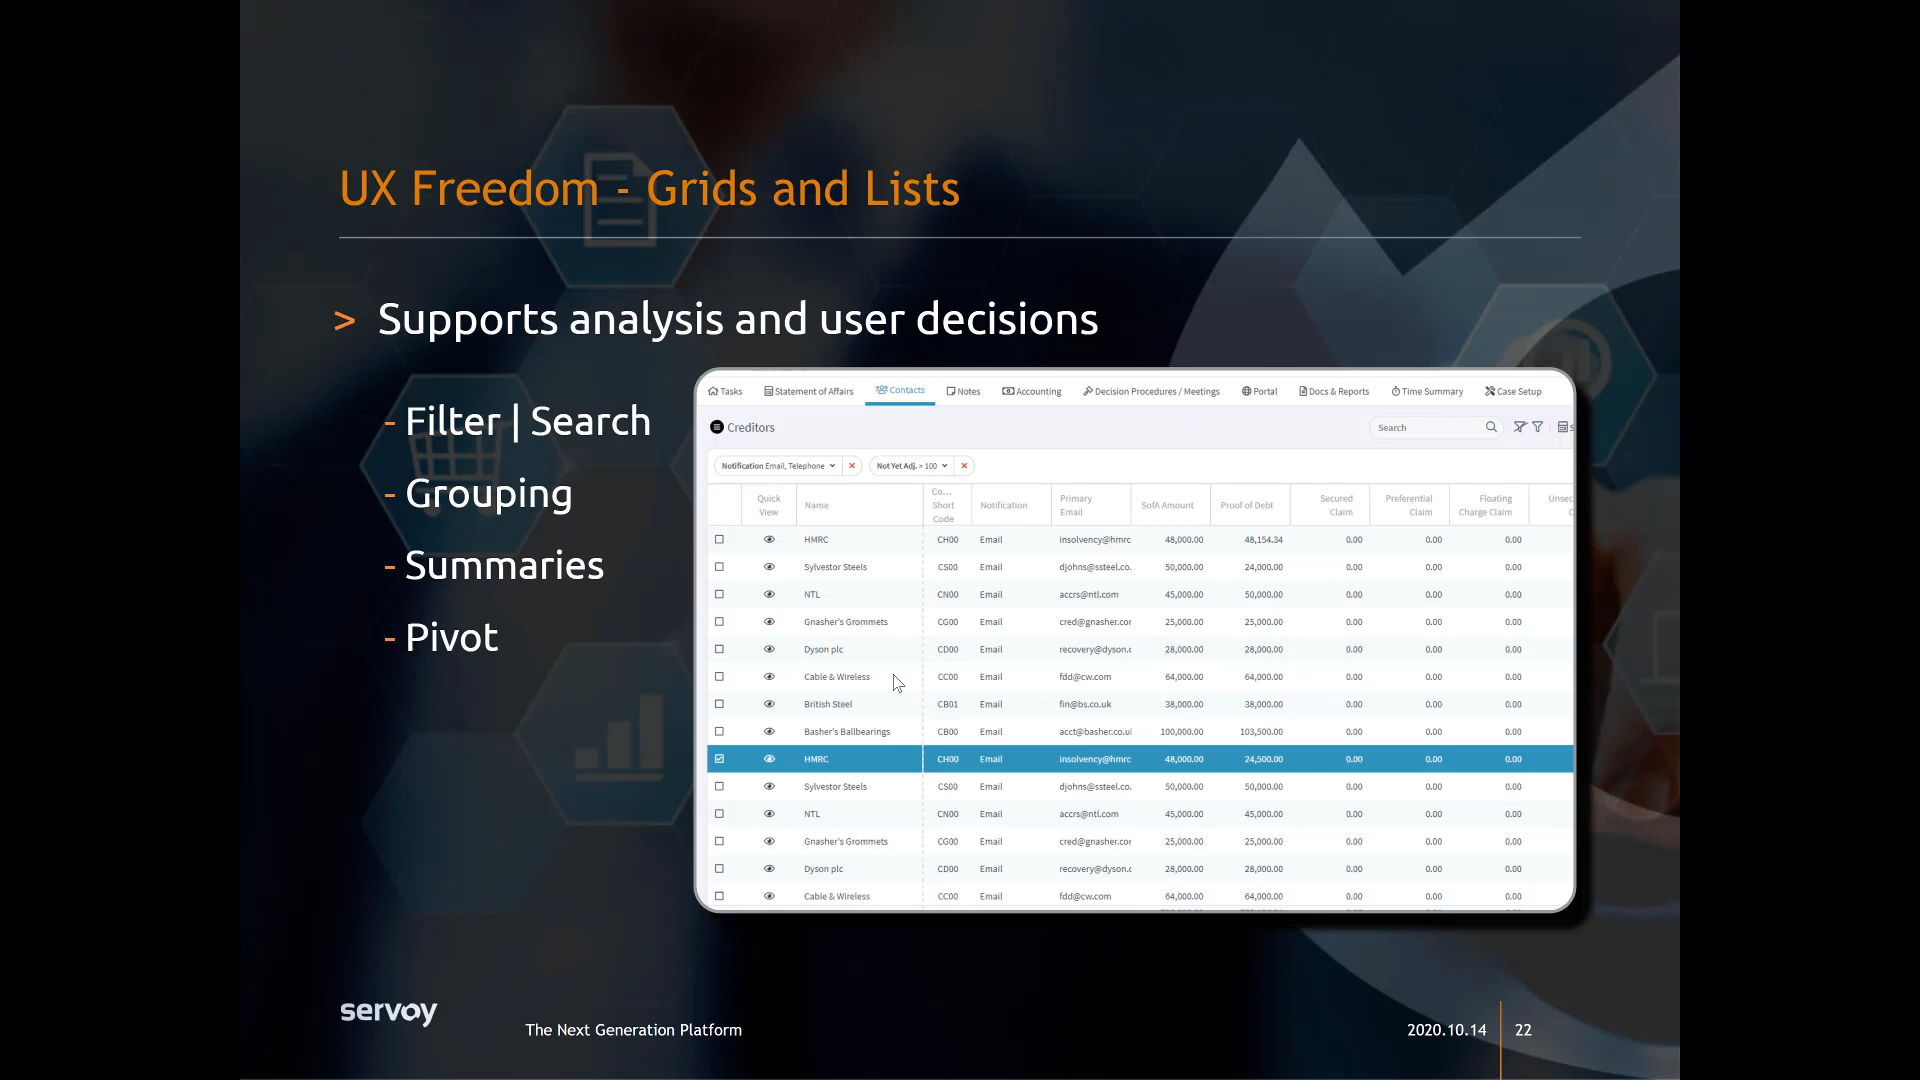 UX Freedom - Grids and Lists
> Supports analysis and user decisions
- Filter | Search
- Grouping
- Summaries
- Pivot
Tasks Statement of Affairs Contacts Notes Accounting Decision Procedures / Meetings Portal Docs & Reports Time Summary Case Setup
Creditors Search S
Notification Email, Telephone Not Yet Adj. > 100
Quick View Name Co... Short Code Notification Primary Email SofA Amount Proof of Debt Secured Claim Preferential Claim Floating Charge Claim Unsec C
HMRC CH00 Email insolvency@hmrc 48,000.00 48,154.34 0.00 0.00 0.00
Sylvestor Steels CS00 Email djohns@ssteel.co. 50,000.00 24,000.00 0.00 0.00 0.00
NTL CN00 Email accrs@ntl.com 45,000.00 50,000.00 0.00 0.00 0.00
Gnasher's Grommets CG00 Email cred@gnasher.cor 25,000.00 25,000.00 0.00 0.00 0.00
Dyson plc CD00 Email recovery@dyson.c 28,000.00 28,000.00 0.00 0.00 0.00
Cable & Wireless CC00 Email fdd@cw.com 64,000.00 64,000.00 0.00 0.00 0.00
British Steel CB01 Email fin@bs.co.uk 38,000.00 38,000.00 0.00 0.00 0.00
Basher's Ballbearings CB00 Email acct@basher.co.ul 100,000.00 103,500.00 0.00 0.00 0.00
HMRC CH00 Email insolvency@hmrc 48,000.00 24,500.00 0.00 0.00 0.00
Sylvestor Steels CS00 Email djohns@ssteel.co. 50,000.00 50,000.00 0.00 0.00 0.00
NTL CN00 Email accrs@ntl.com 45,000.00 45,000.00 0.00 0.00 0.00
Gnasher's Grommets CG00 Email cred@gnasher.cor 25,000.00 25,000.00 0.00 0.00 0.00
Dyson plc CD00 Email recovery@dyson.c 28,000.00 28,000.00 0.00 0.00 0.00
Cable & Wireless CC00 Email fdd@cw.com 64,000.00 64,000.00 0.00 0.00 0.00
servoy
The Next Generation Platform
2020.10.14 22